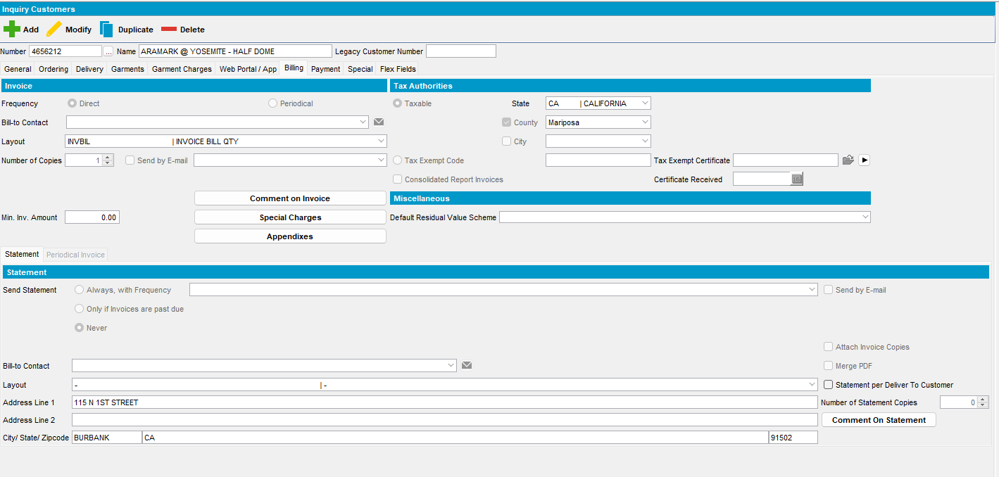 Inquiry Customers
Add Modify Duplicate Delete
Number 4656212 ... Name ARAMARK @ YOSEMITE - HALF DOME Legacy Customer Number
General Ordering Delivery Garments Garment Charges Web Portal / App Billing Payment Special Flex Fields
Invoice Tax Authorities
Frequency Direct Periodical Taxable State CA | CALIFORNIA
Bill-to Contact County Mariposa
Layout INVBIL | INVOICE BILL QTY City
Number of Copies 1 Send by E-mail Tax Exempt Code Tax Exempt Certificate
Consolidated Report Invoices Certificate Received 16
Comment on Invoice Miscellaneous
Min. Inv. Amount 0.00 Special Charges Default Residual Value Scheme
Appendixes
Statement Periodical Invoice
Statement
Send Statement Always, with Frequency Send by E-mail
Only if Invoices are past due
Never
Attach Invoice Copies
Bill-to Contact Merge PDF
Layout - | - Statement per Deliver To Customer
Address Line 1 115 N 1ST STREET Number of Statement Copies 0
Address Line 2 Comment On Statement
City/ State/ Zipcode BURBANK CA 91502